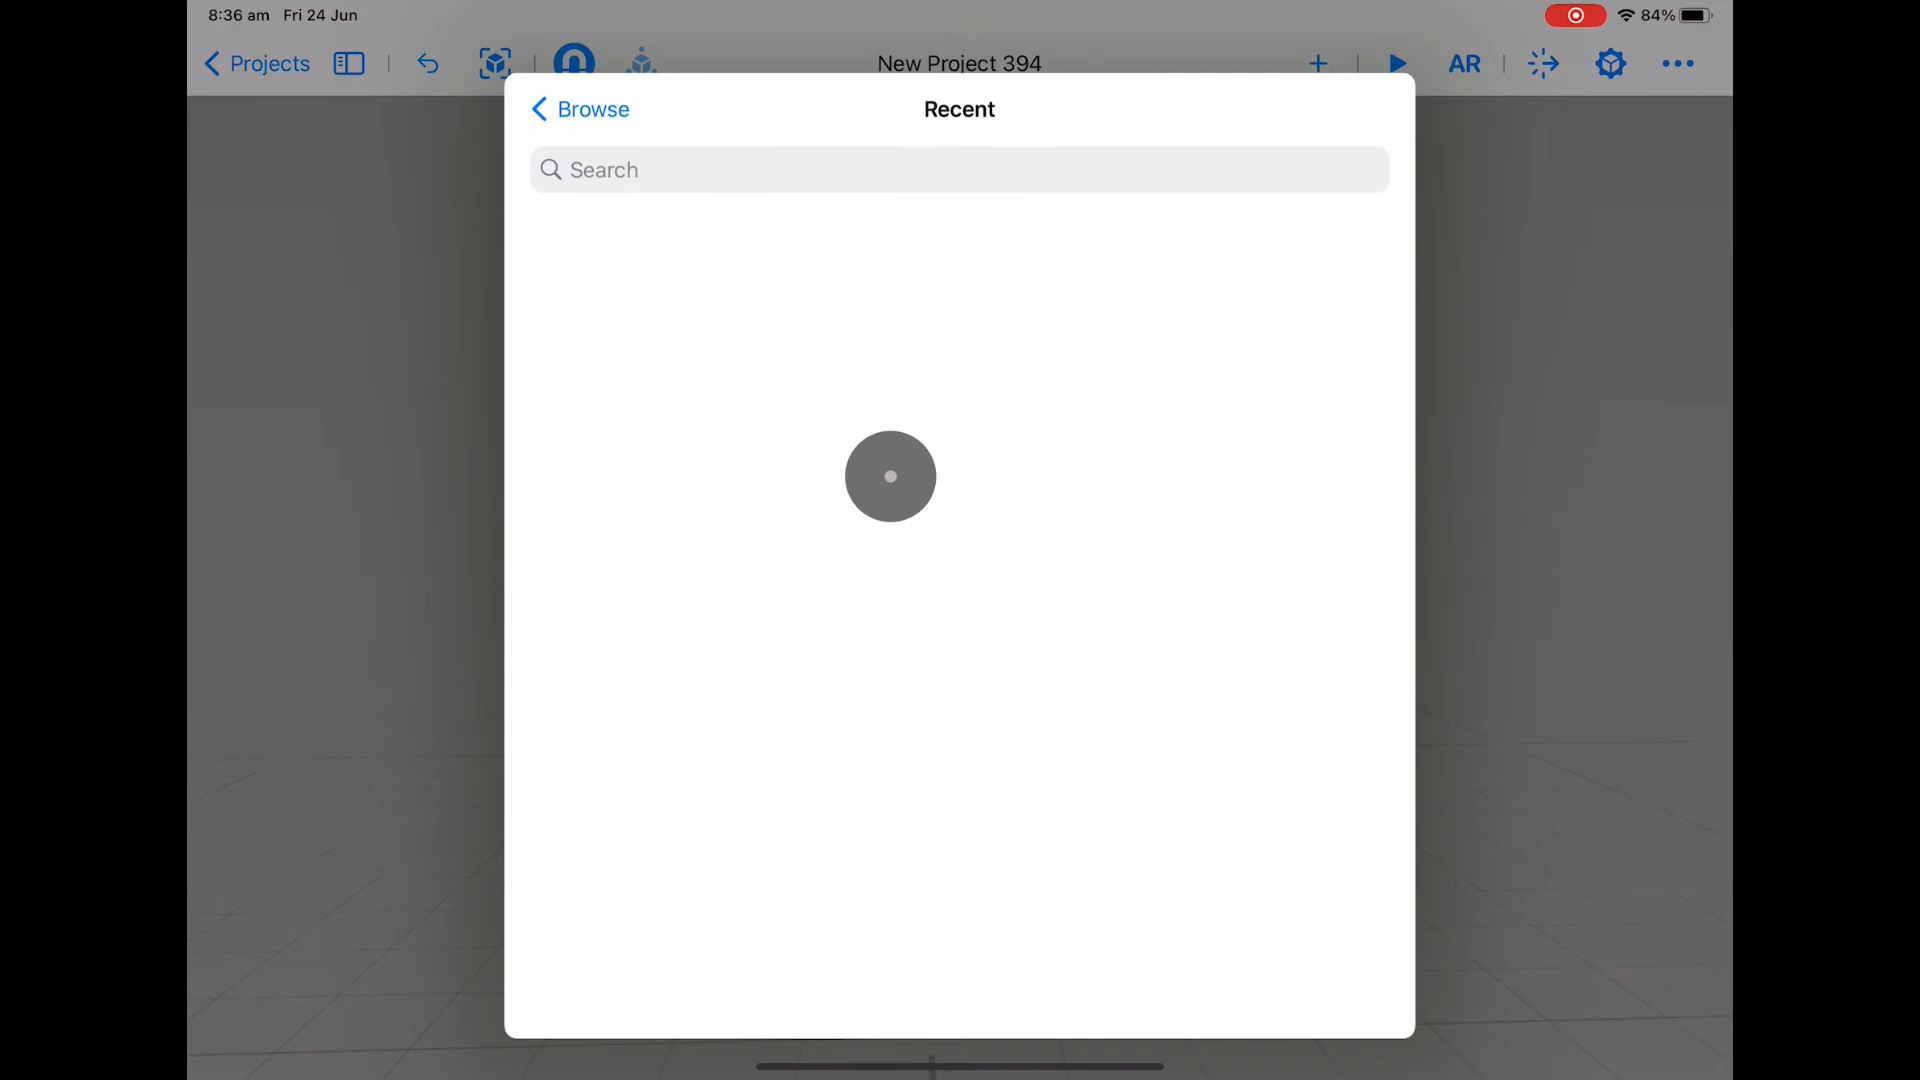 8:36 am Fri 24 Jun
84%
Projects
New Project 394
AR
Browse
Recent
Search